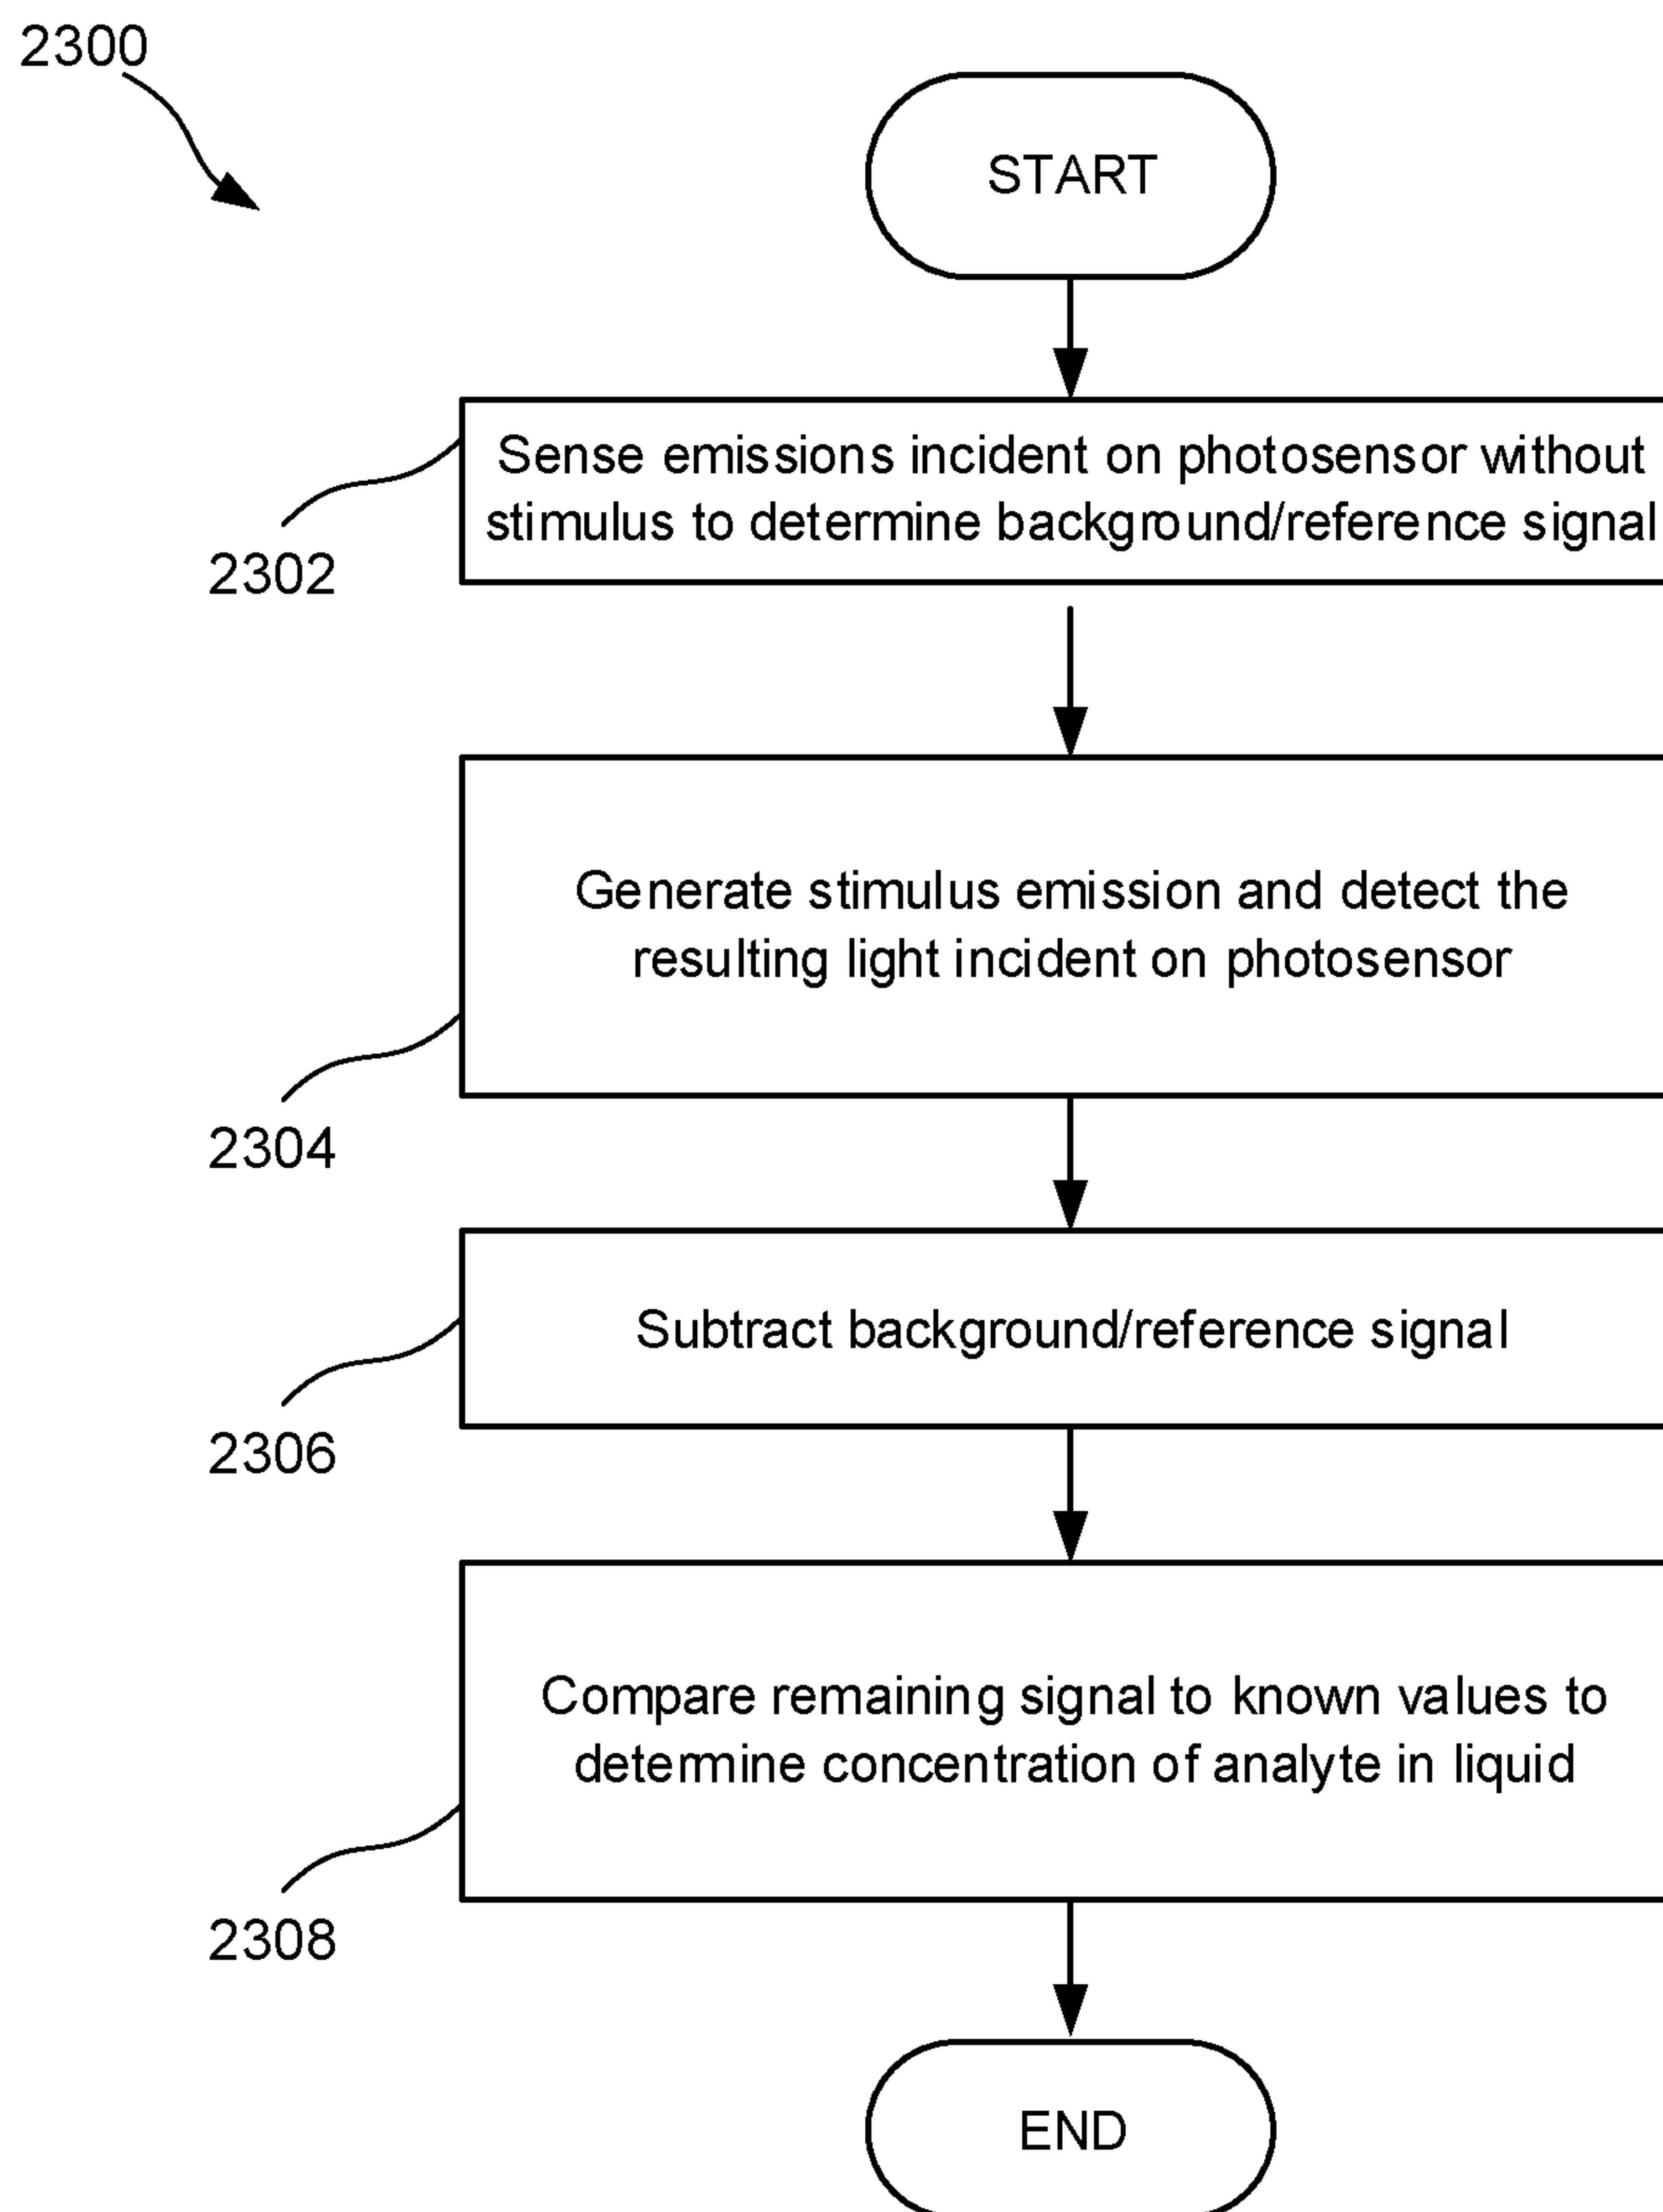 2300
START
Sense emissions incident on photosensor without
stimulus to determine background/reference signal
2302
Generate stimulus emission and detect the
resulting light incident on photosensor
2304
Subtract background/reference signal
2306
Compare remaining signal to known values to
determine concentration of analyte in liquid
2308
END